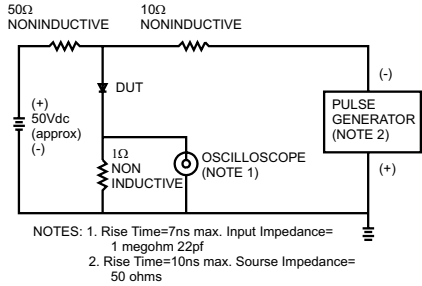 50Ω
NONINDUCTIVE
10Ω
NONINDUCTIVE
(-)
DUT
(+)
50Vdc
(approx)
(-)
PULSE
GENERATOR
(NOTE 2)
1Ω
NON
INDUCTIVE
OSCILLOSCOPE
(NOTE 1)
(+)
NOTES: 1. Rise Time=7ns max. Input Impedance=
1 megohm 22pf
2. Rise Time=10ns max. Sourse Impedance=
50 ohms